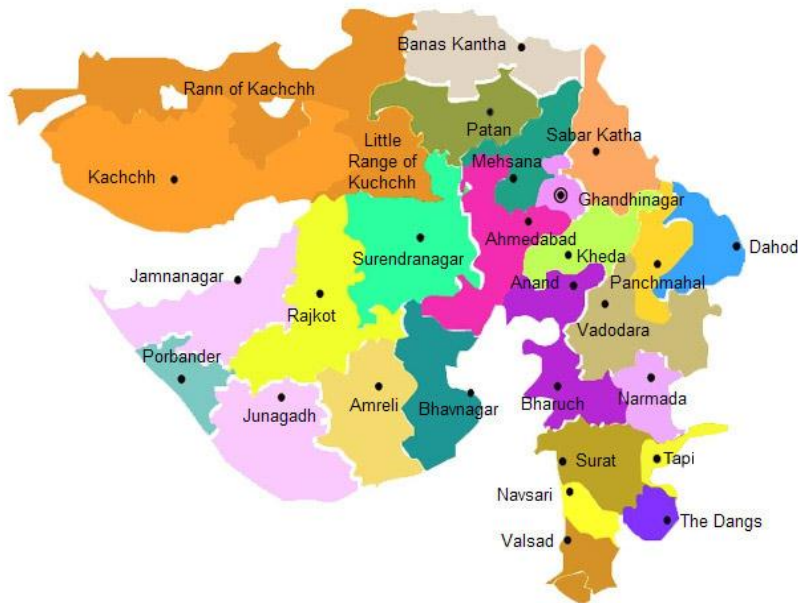 Banas Kantha
Rann of Kachchh
Patan
Little
Range of
Kuchchh
Sabar Katha
Mehsana
Kachchh
Ghandhinagar
Ahmedabad
Surendranagar
Kheda
Dahod
Jamnanagar
Anand
Panchmahal
Rajkot
Vadodara
Porbander
Junagadh
Amreli
Bhavnagar
Bharuch
Narmada
Surat
Tapi
Navsari
The Dangs
Valsad